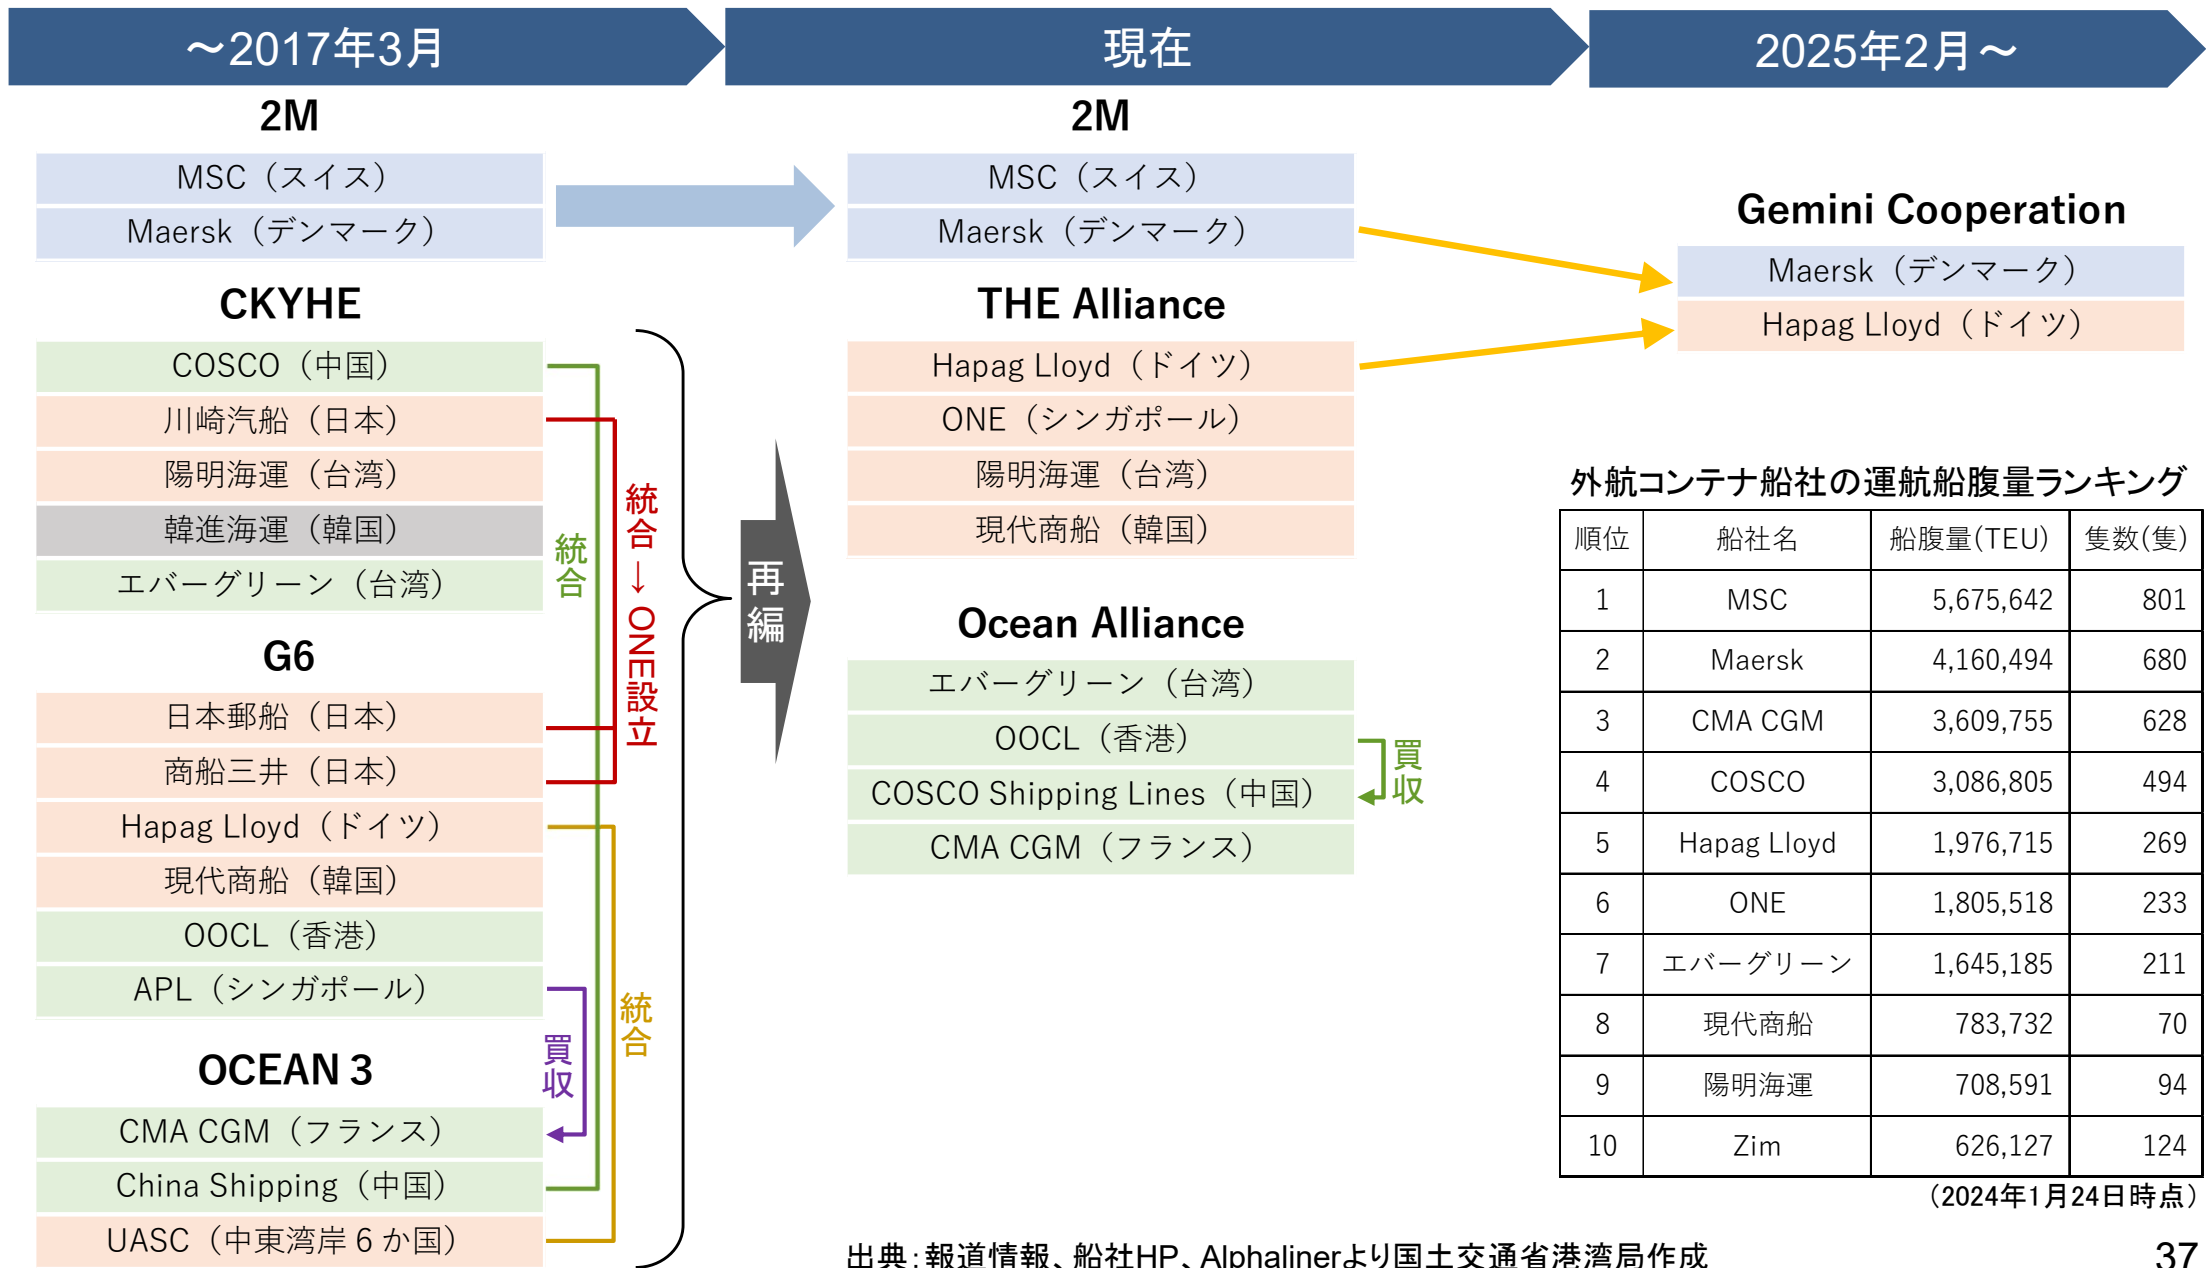 ～2017年3月
現在
2025年2月～
2M
MSC（スイス）
Maersk（デンマーク）
CKYHE
COSCO（中国）
川崎汽船（日本）
陽明海運（台湾）
韓進海運（韓国）
エバーグリーン（台湾）
G6
日本郵船（日本）
商船三井（日本）
Hapag Lloyd（ドイツ）
現代商船（韓国）
OOCL（香港）
APL（シンガポール）
OCEAN 3
CMA CGM（フランス）
China Shipping（中国）
UASC（中東湾岸６か国）
統合
統合→ONE設立
買収
統合
再編
2M
MSC（スイス）
Maersk（デンマーク）
THE Alliance
Hapag Lloyd（ドイツ）
ONE（シンガポール）
陽明海運（台湾）
現代商船（韓国）
Ocean Alliance
エバーグリーン（台湾）
OOCL（香港）
COSCO Shipping Lines（中国）
CMA CGM（フランス）
買収
Gemini Cooperation
Maersk（デンマーク）
Hapag Lloyd（ドイツ）
外航コンテナ船社の運航船腹量ランキング
順位 船社名 船腹量(TEU) 隻数(隻)
1 MSC 5,675,642 801
2 Maersk 4,160,494 680
3 CMA CGM 3,609,755 628
4 COSCO 3,086,805 494
5 Hapag Lloyd 1,976,715 269
6 ONE 1,805,518 233
7 エバーグリーン 1,645,185 211
8 現代商船 783,732 70
9 陽明海運 708,591 94
10 Zim 626,127 124
（2024年1月24日時点）
出典：報道情報、船社HP、Alphalinerより国土交通省港湾局作成
37